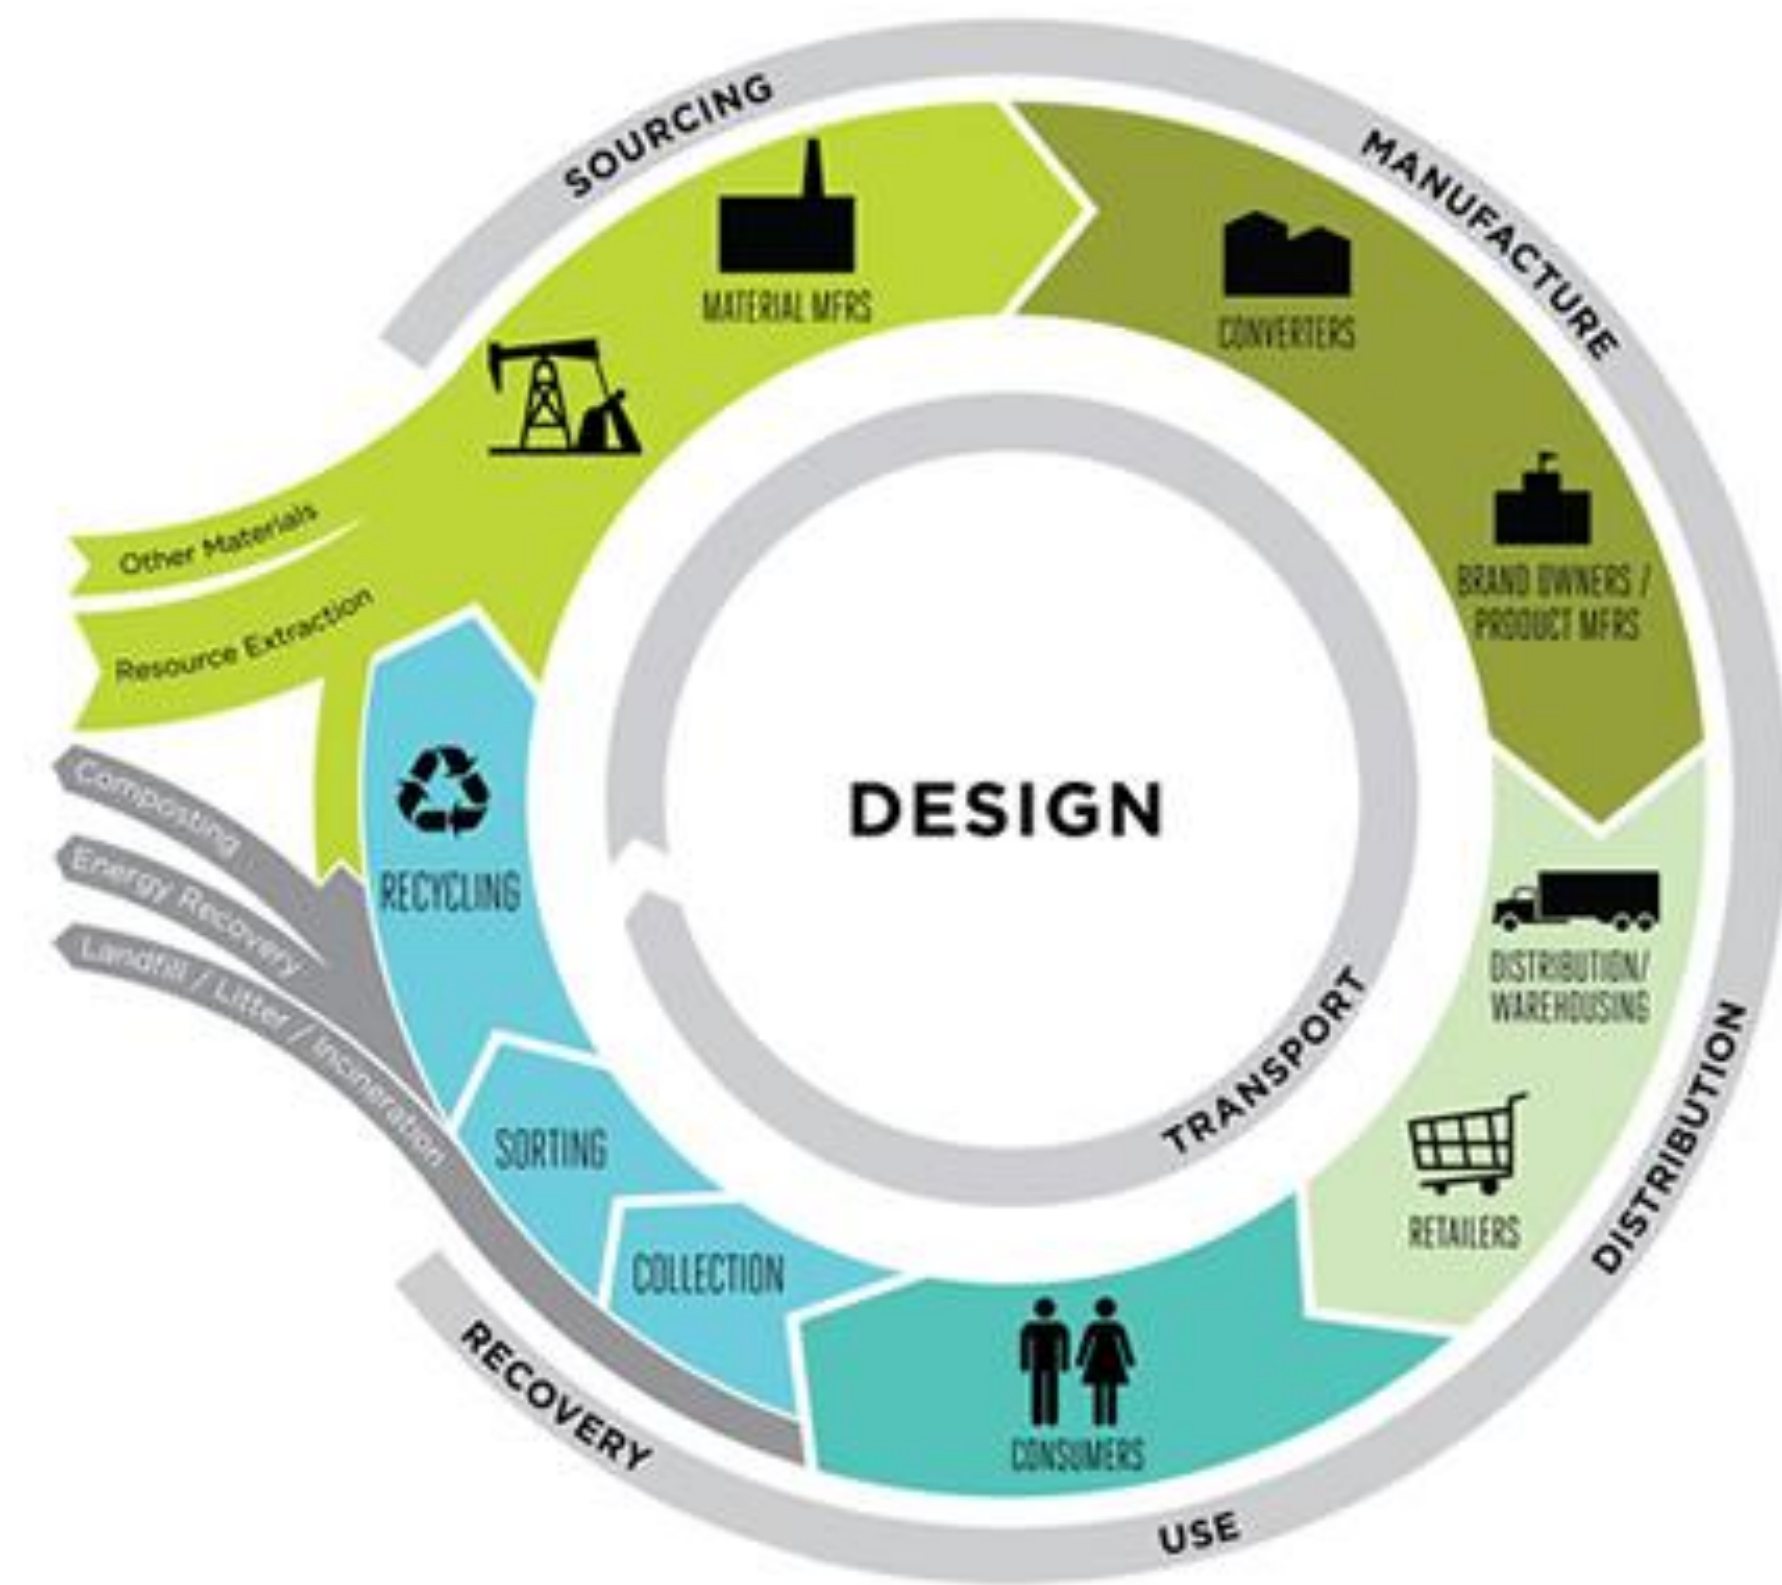 SOURCING
MANUFACTURE
MATERIAL MFRS
CONVERTERS
Other Materials
Resource Extraction
BRAND OWNERS /
PRODUCT MFRS
Composting
Energy Recovery
Landfill / Litter / Incineration
RECYCLING
DESIGN
DISTRIBUTION/
WAREHOUSING
TRANSPORT
DISTRIBUTION
SORTING
RETAILERS
COLLECTION
CONSUMERS
RECOVERY
USE